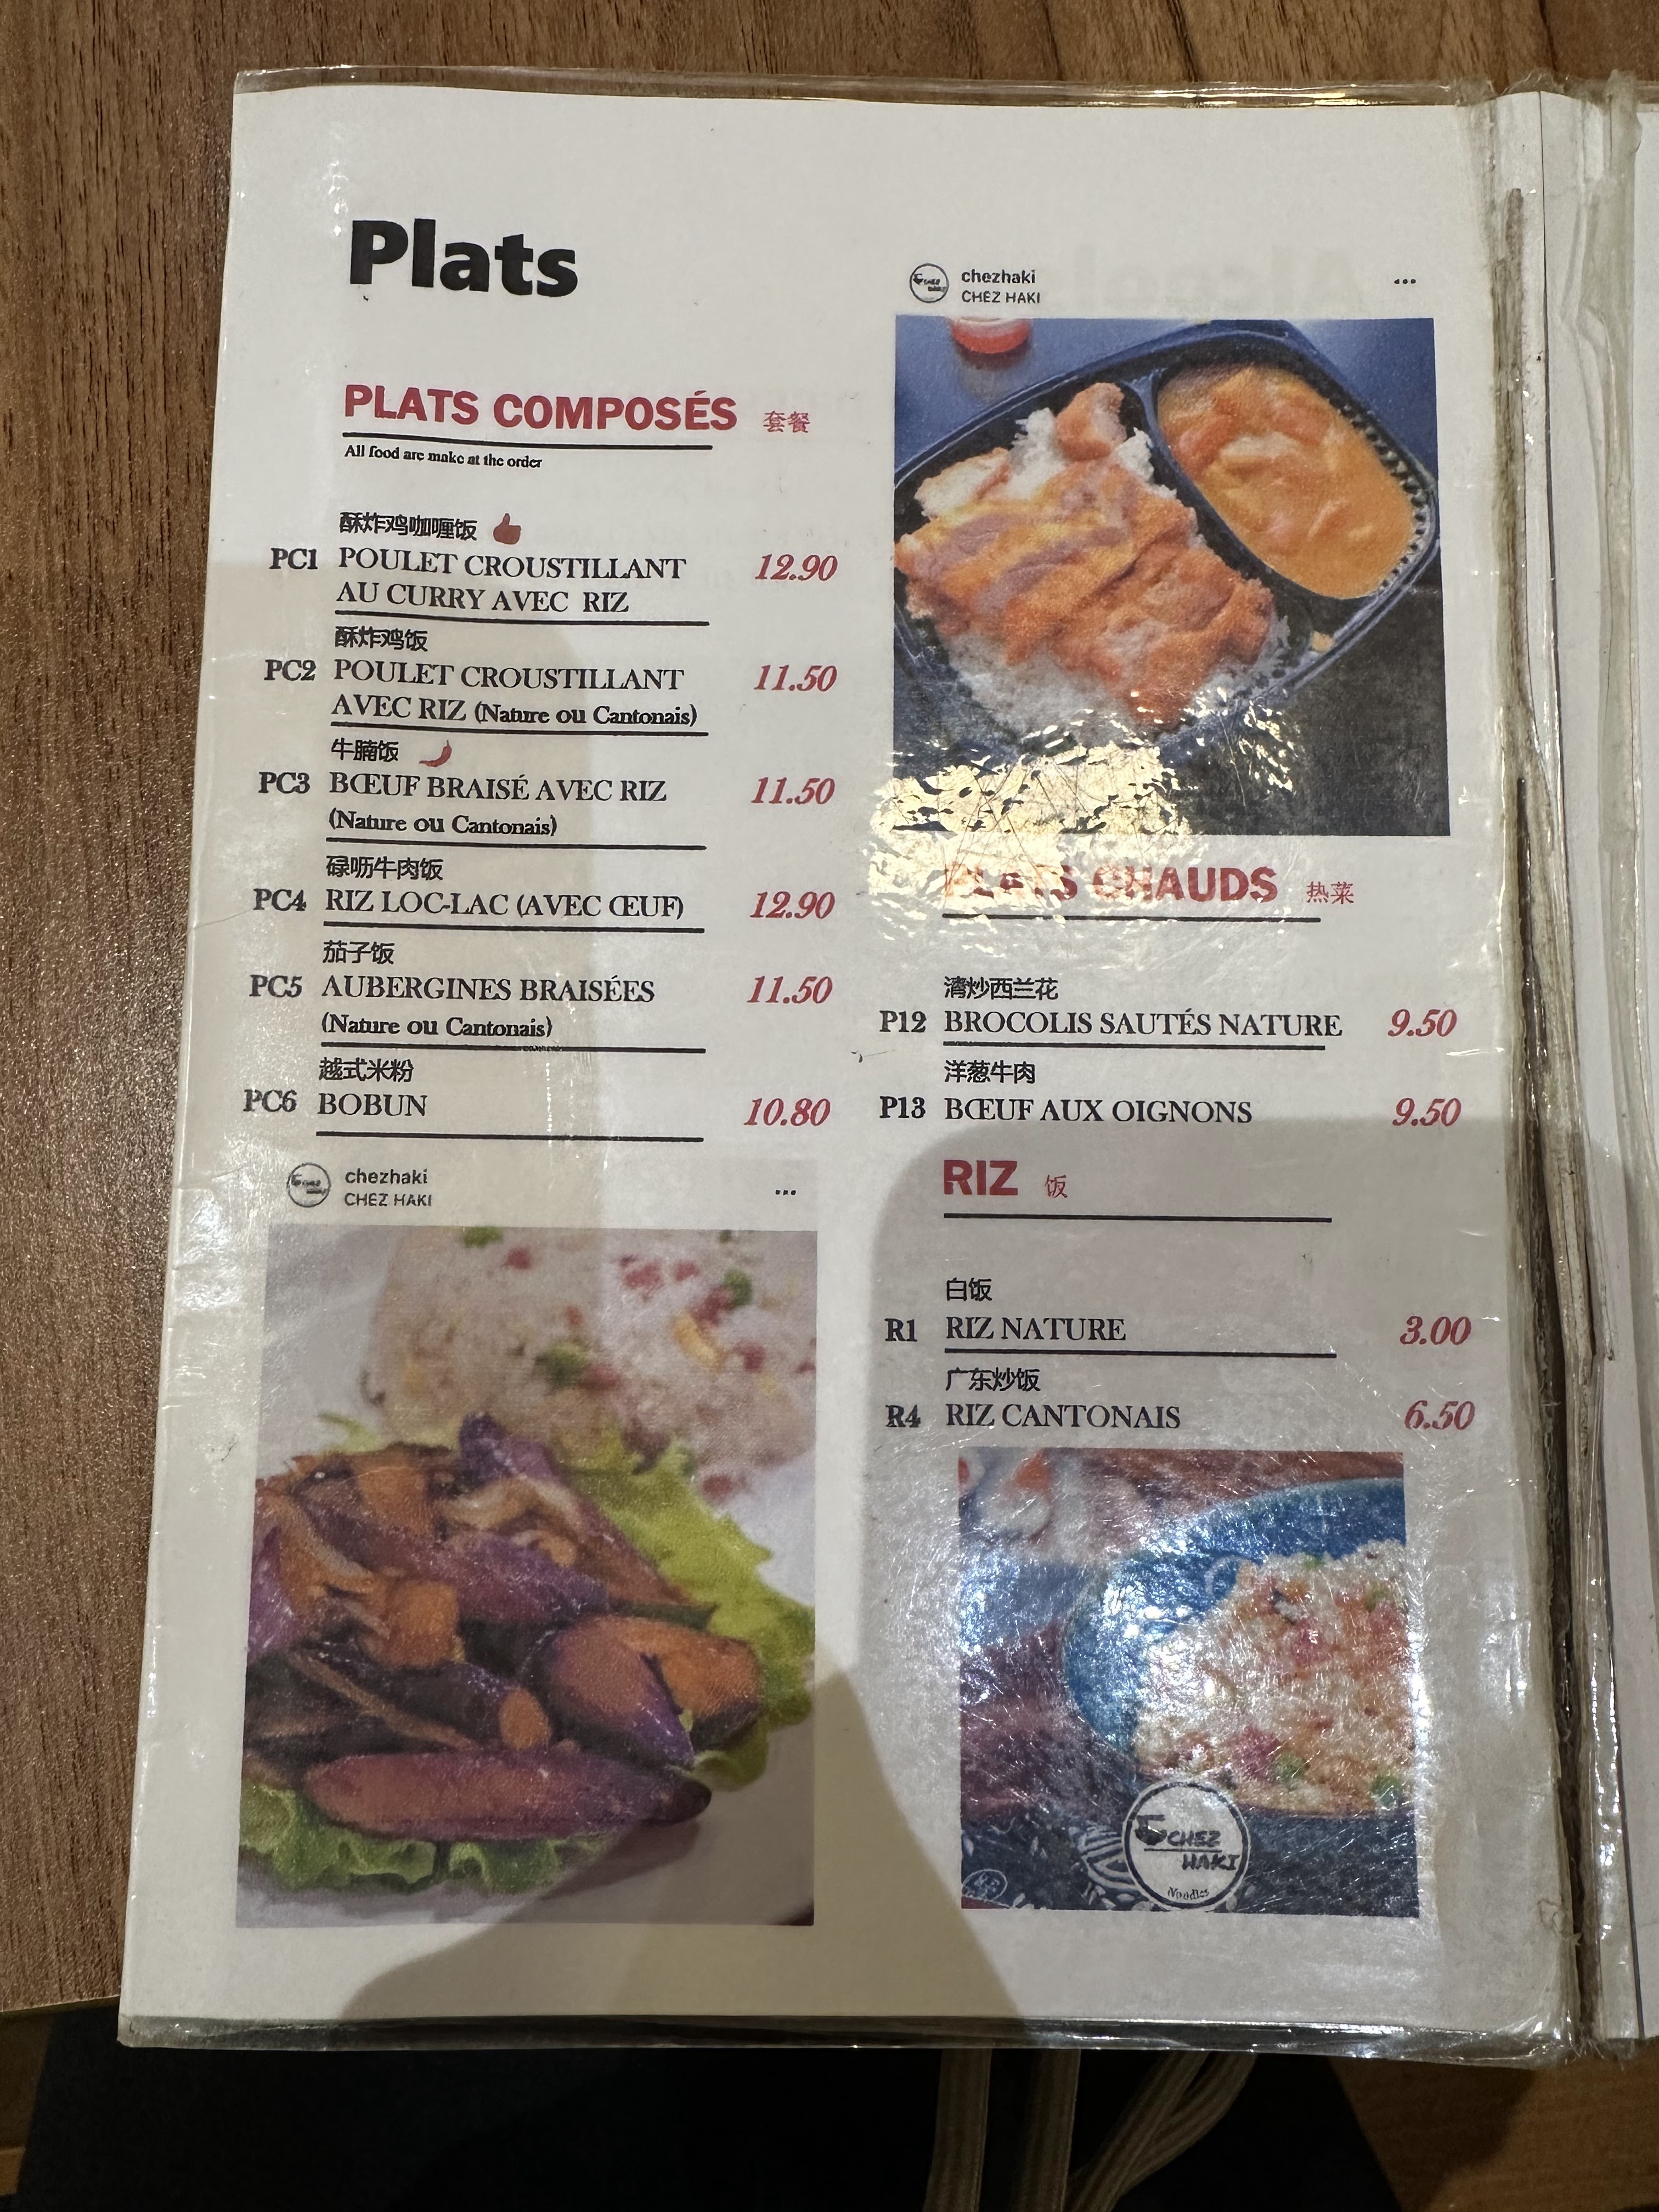 Plats
PLATS COMPOSÉS 套餐
All food are make at the order
酥炸鸡咖喱饭
PC1 POULET CROUSTILLANT 12.90
AU CURRY AVEC RIZ
酥炸鸡饭
PC2 POULET CROUSTILLANT 11.50
AVEC RIZ (Nature ou Cantonais)
牛腩饭
PC3 BŒUF BRAISÉ AVEC RIZ 11.50
(Nature ou Cantonais)
碌呖牛肉饭
PC4 RIZ LOC-LAC (AVEC ŒUF) 12.90
茄子饭
PC5 AUBERGINES BRAISÉES 11.50
(Nature ou Cantonais)
越式米粉
PC6 BOBUN 10.80
chezhaki
CHEZ HAKI
chezhaki
CHEZ HAKI
PLATS CHAUDS 热菜
清炒西兰花
P12 BROCOLIS SAUTÉS NATURE 9.50
洋葱牛肉
P13 BŒUF AUX OIGNONS 9.50
RIZ 饭
白饭
R1 RIZ NATURE 3.00
广东炒饭
R4 RIZ CANTONAIS 6.50
CHEZ
HAKI
Noodles